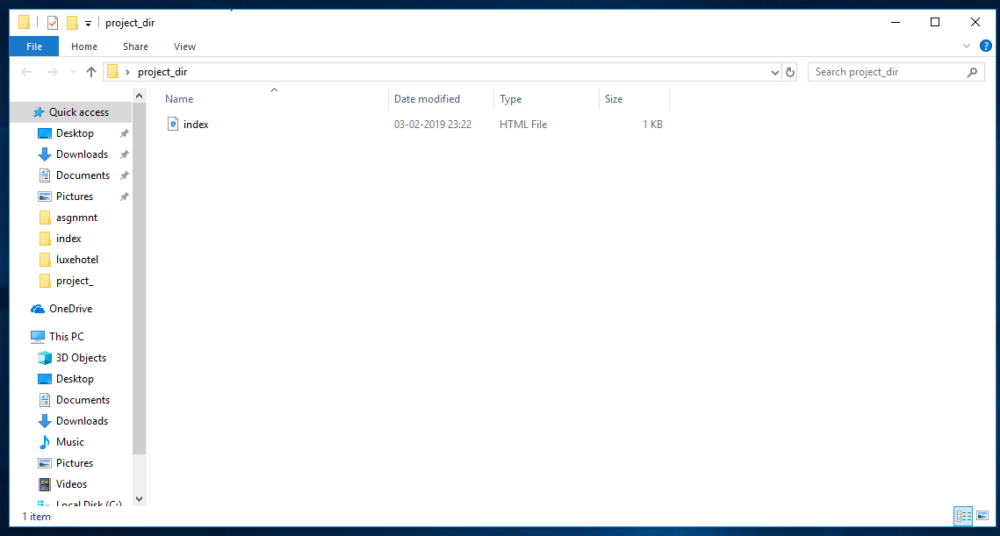 project_dir
File Home Share View
project_dir
Search project_dir
Name Date modified Type Size
index 03-02-2019 23:22 HTML File 1 KB
Quick access
Desktop
Downloads
Documents
Pictures
asgnmnt
index
luxehotel
project_
OneDrive
This PC
3D Objects
Desktop
Documents
Downloads
Music
Pictures
Videos
Local Disk (C:)
1 item